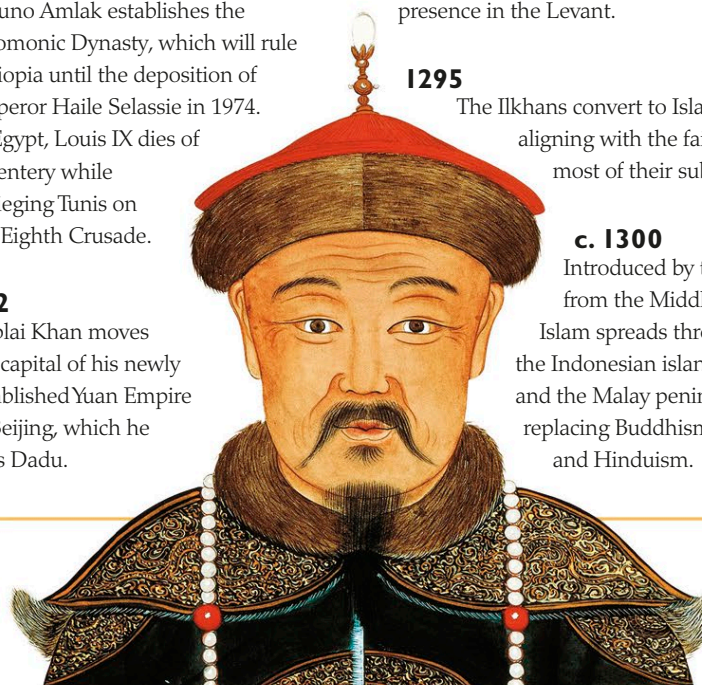 uno Amlak establishes the
omonic Dynasty, which will rule
iopia until the deposition of
peror Haile Selassie in 1974.
Egypt, Louis IX dies of
entery while
eging Tunis on
Eighth Crusade.
2
blai Khan moves
capital of his newly
blished Yuan Empire
Beijing, which he
s Dadu.
presence in the Levant.
1295
The Ilkhans convert to Isla
aligning with the fa
most of their sub
c. 1300
Introduced by t
from the Middl
Islam spreads thr
the Indonesian islan
and the Malay penin
replacing Buddhism
and Hinduism.